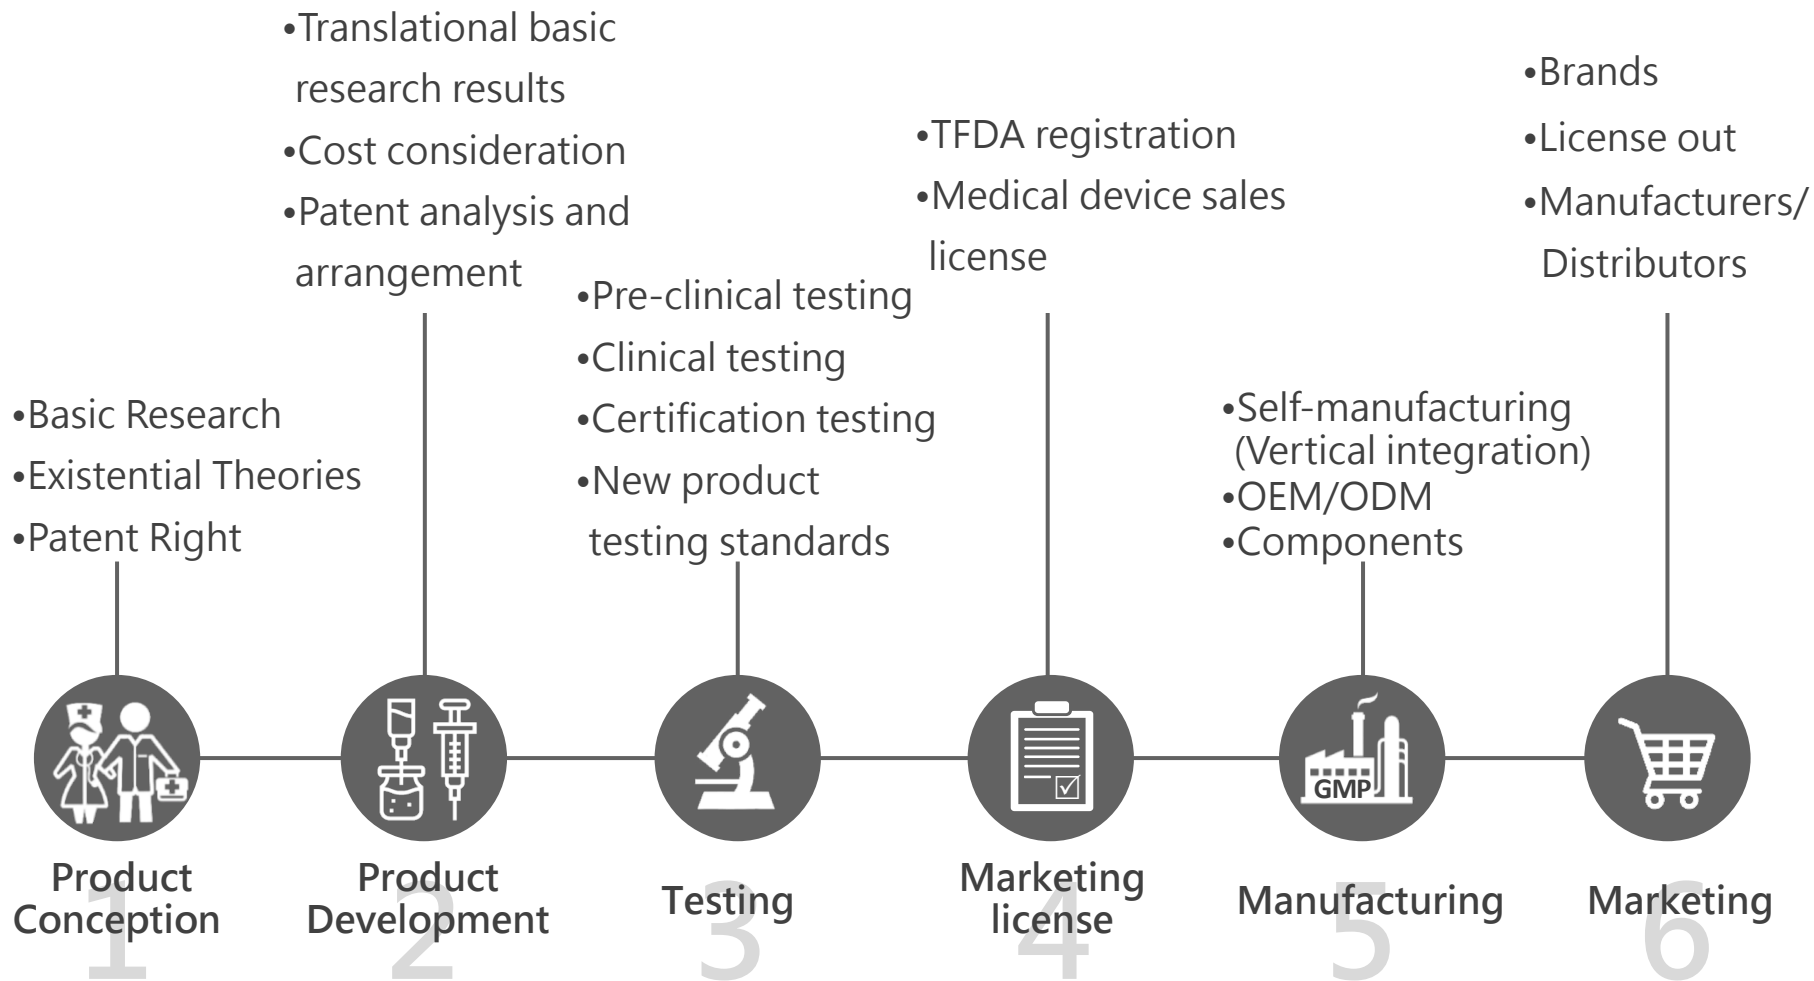 •Basic Research
•Existential Theories
•Patent Right
•Translational basic
research results
•Cost consideration
•Patent analysis and
arrangement
•Pre-clinical testing
•Clinical testing
•Certification testing
•New product
testing standards
•TFDA registration
•Medical device sales
license
•Self-manufacturing
(Vertical integration)
•OEM/ODM
•Components
•Brands
•License out
•Manufacturers/
Distributors
GMP
Product
Conception
1
Product
Development
2
Testing
3
Marketing
license
4
Manufacturing
5
Marketing
6